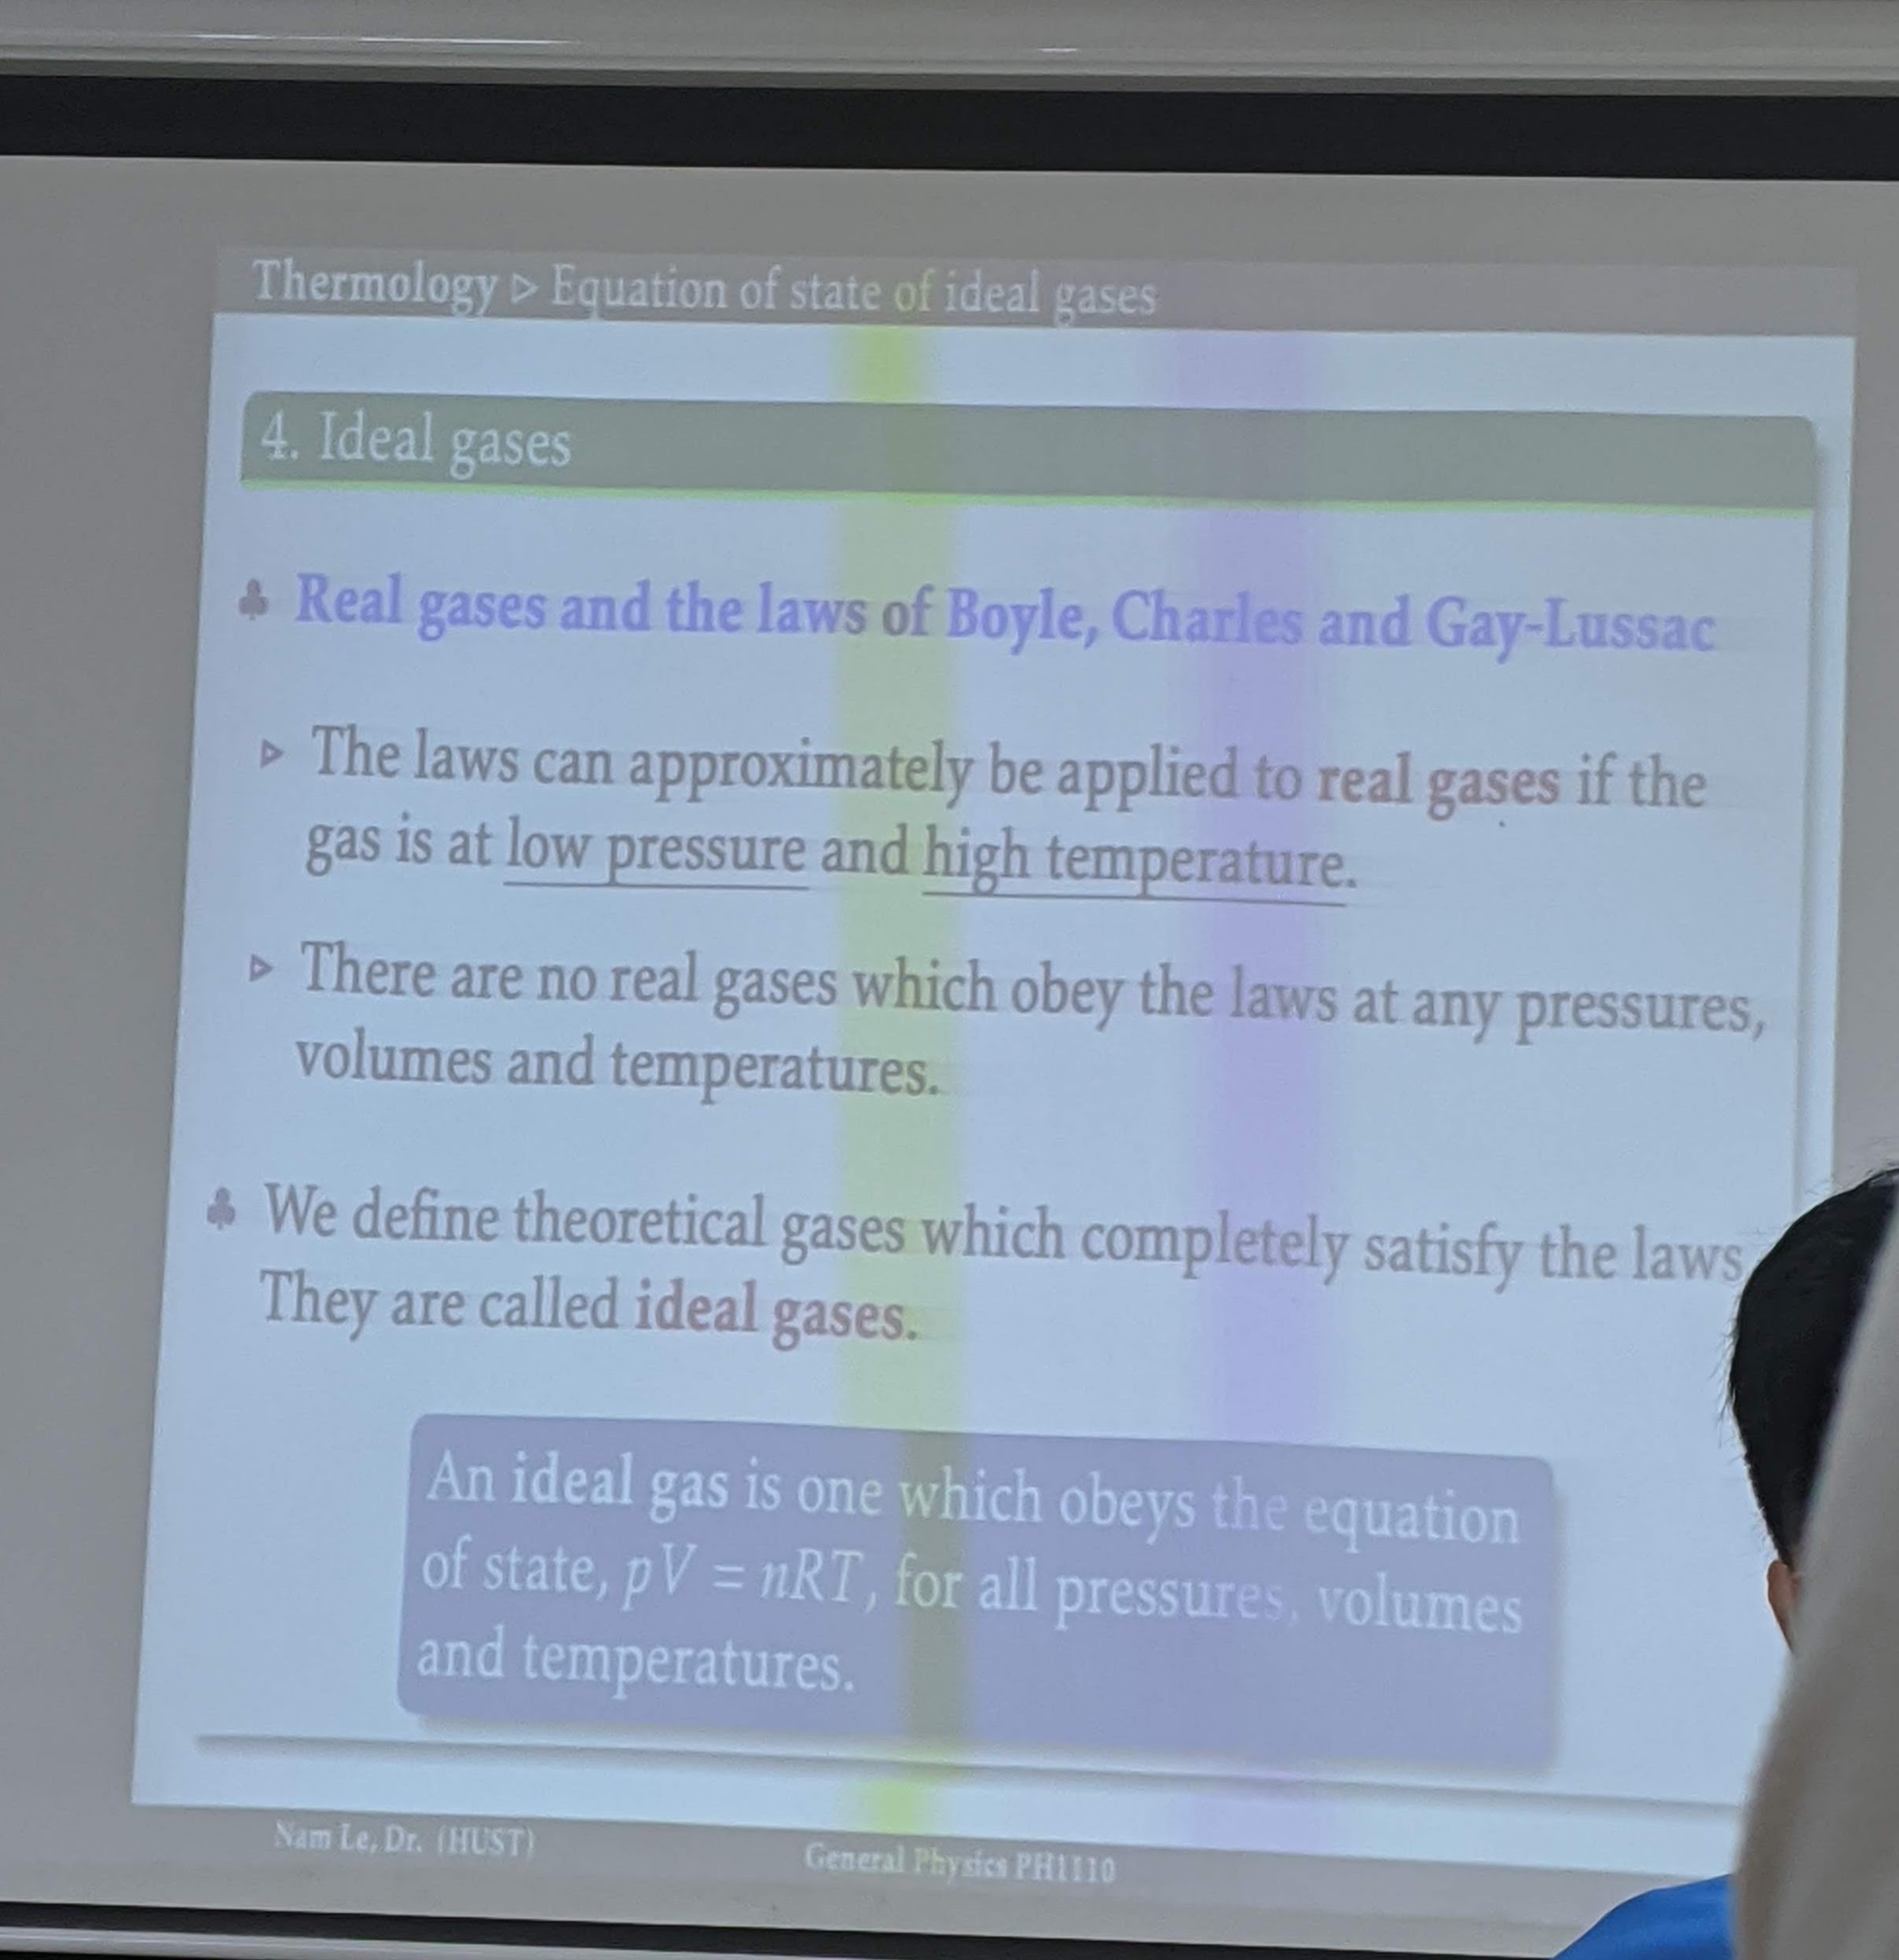 Thermology ▷ Equation of state of ideal gases
4. Ideal gases
♣ Real gases and the laws of Boyle, Charles and Gay-Lussac
▷ The laws can approximately be applied to real gases if the
gas is at low pressure and high temperature.
▷ There are no real gases which obey the laws at any pressures,
volumes and temperatures.
♣ We define theoretical gases which completely satisfy the laws
They are called ideal gases.
An ideal gas is one which obeys the equation
of state, pV = nRT, for all pressures, volumes
and temperatures.
Nam Le, Dr. (HUST)
General Physics PH1110